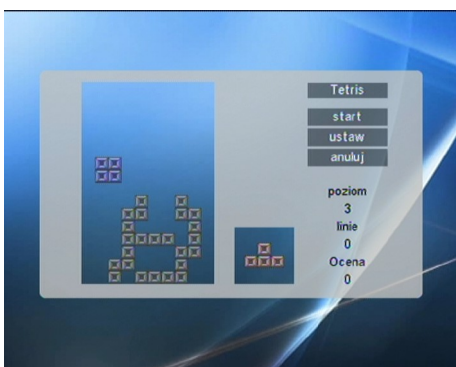 Tetris
start
ustaw
anuluj
poziom
3
linie
0
Ocena
0